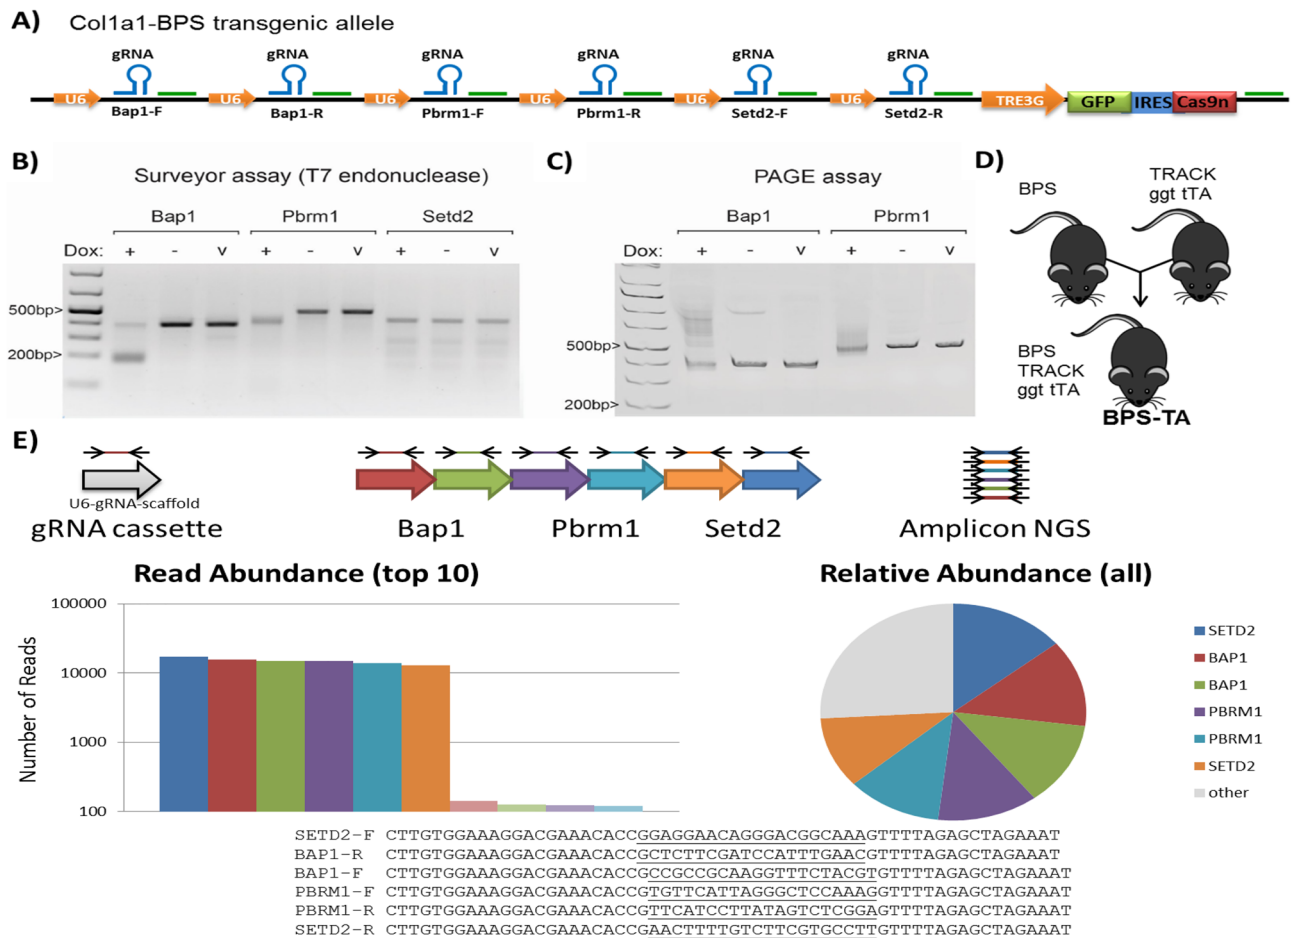 A)
Col1a1-BPS transgenic allele
gRNA gRNA gRNA gRNA gRNA gRNA
U6 U6 U6 U6 U6 U6 TRE3G GFP IRES Cas9n
Bap1-F Bap1-R Pbrm1-F Pbrm1-R Setd2-F Setd2-R
B)
Surveyor assay (T7 endonuclease)
Bap1 Pbrm1 Setd2
Dox: + - v + - v + - v
500bp>
200bp>
C)
PAGE assay
Bap1 Pbrm1
Dox: + - v + - v
500bp>
200bp>
D)
BPS
TRACK
ggt tTA
BPS
TRACK
ggt tTA
BPS-TA
E)
U6-gRNA-scaffold
gRNA cassette
Bap1 Pbrm1 Setd2
Amplicon NGS
Read Abundance (top 10)
Number of Reads
100000
10000
1000
100
Relative Abundance (all)
SETD2
BAP1
BAP1
PBRM1
PBRM1
SETD2
other
SETD2-F CTTGTGGAAAGGACGAAACACCGGAGGAACAGGGACGGCAAAGTTTTAGAGCTAGAAAT
BAP1-R CTTGTGGAAAGGACGAAACACCGCTCTTCGATCCATTTGAACGTTTTAGAGCTAGAAAT
BAP1-F CTTGTGGAAAGGACGAAACACCGCCGCCGCAAGGTTTCTACGTGTTTTAGAGCTAGAAAT
PBRM1-F CTTGTGGAAAGGACGAAACACCGTGTTCATTAGGGCTCCAAAGGTTTTAGAGCTAGAAAT
PBRM1-R CTTGTGGAAAGGACGAAACACCGTTCATCCTTATAGTCTCGGAGTTTTAGAGCTAGAAAT
SETD2-R CTTGTGGAAAGGACGAAACACCGAACTTTTGTCTTCGTGCCTTGTTTTAGAGCTAGAAAT